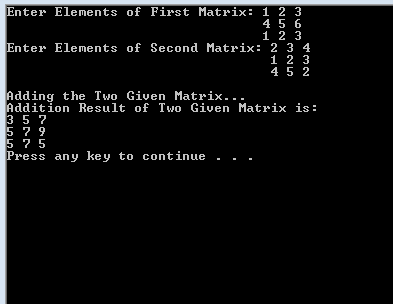 Enter Elements of First Matrix: 1 2 3
4 5 6
1 2 3
Enter Elements of Second Matrix: 2 3 4
1 2 3
4 5 2
Adding the Two Given Matrix...
Addition Result of Two Given Matrix is:
3 5 7
5 7 9
5 7 5
Press any key to continue . . .